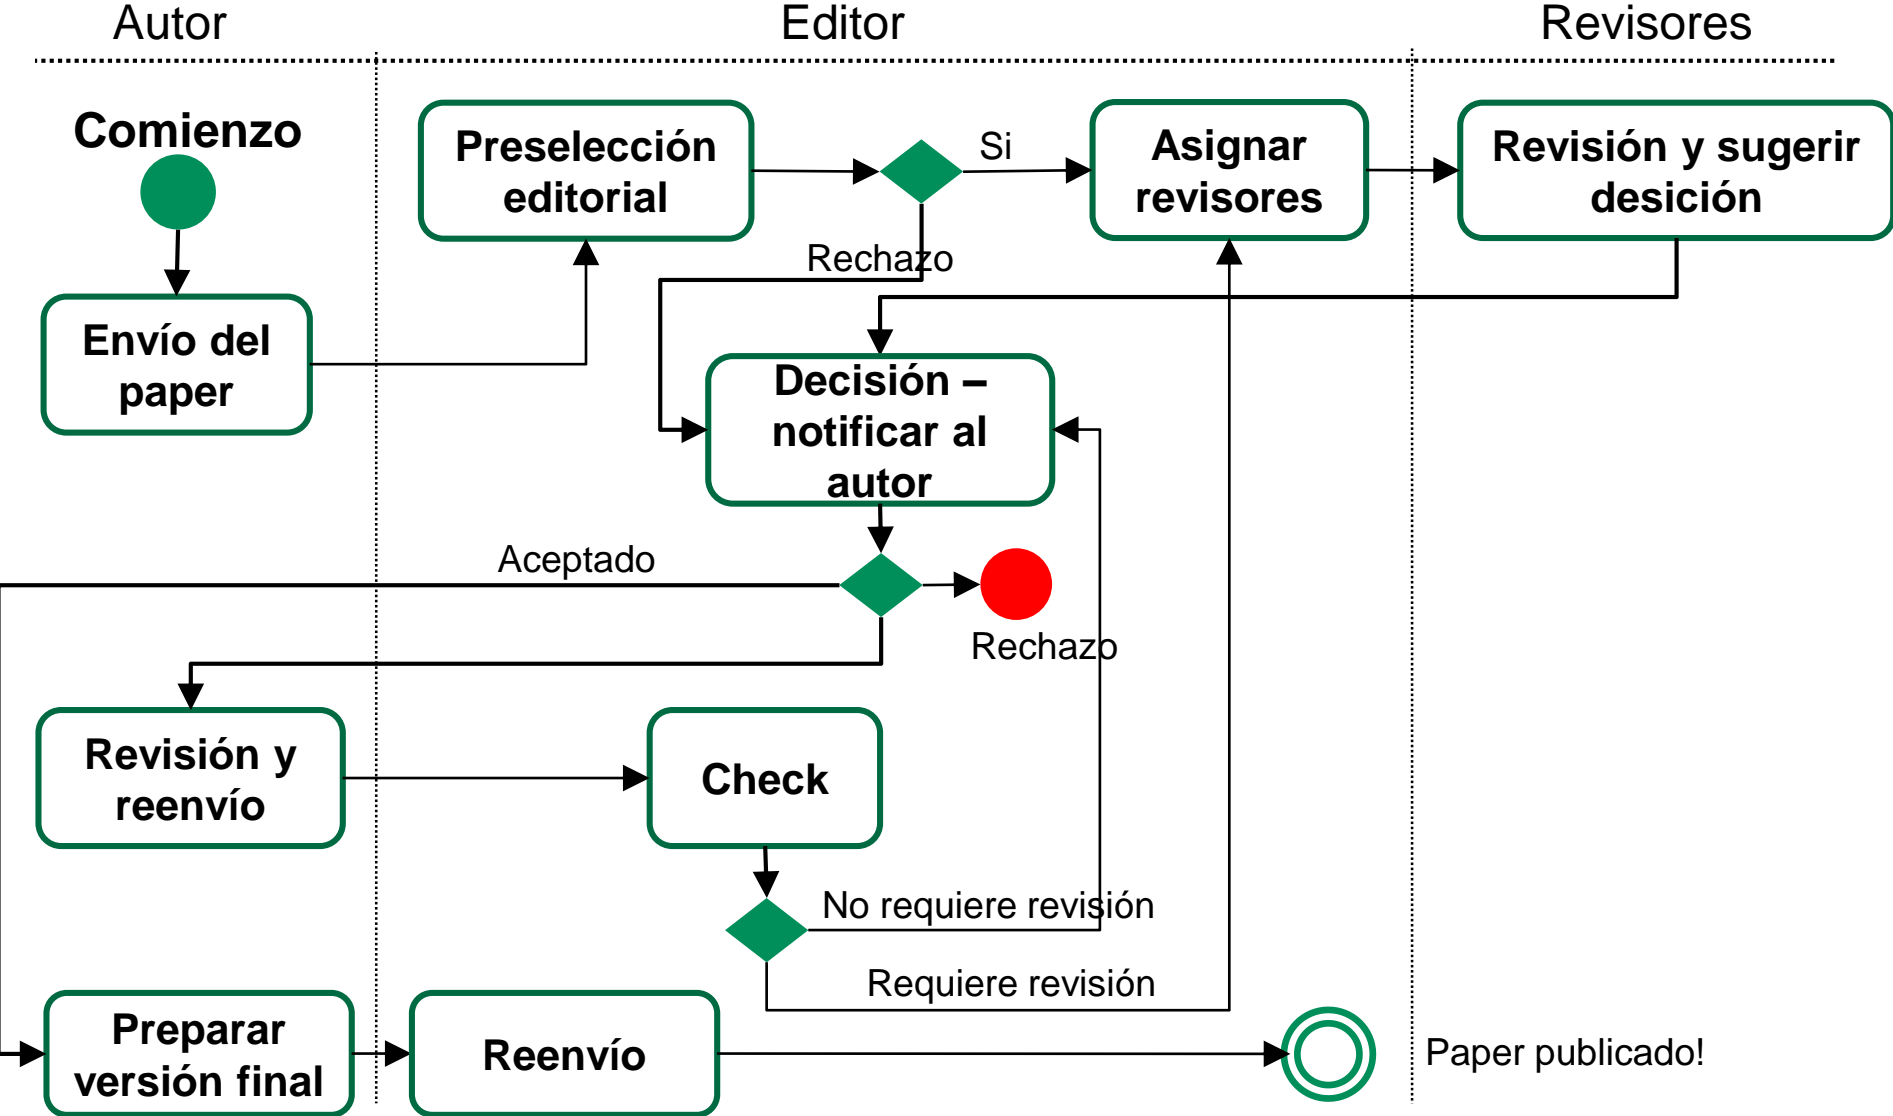 Autor
Editor
Revisores
Comienzo
Preselección
editorial
Si
Asignar
revisores
Revisión y sugerir
desición
Rechazo
Envío del
paper
Decisión –
notificar al
autor
Aceptado
Rechazo
Revisión y
reenvío
Check
No requiere revisión
Requiere revisión
Preparar
versión final
Reenvío
Paper publicado!